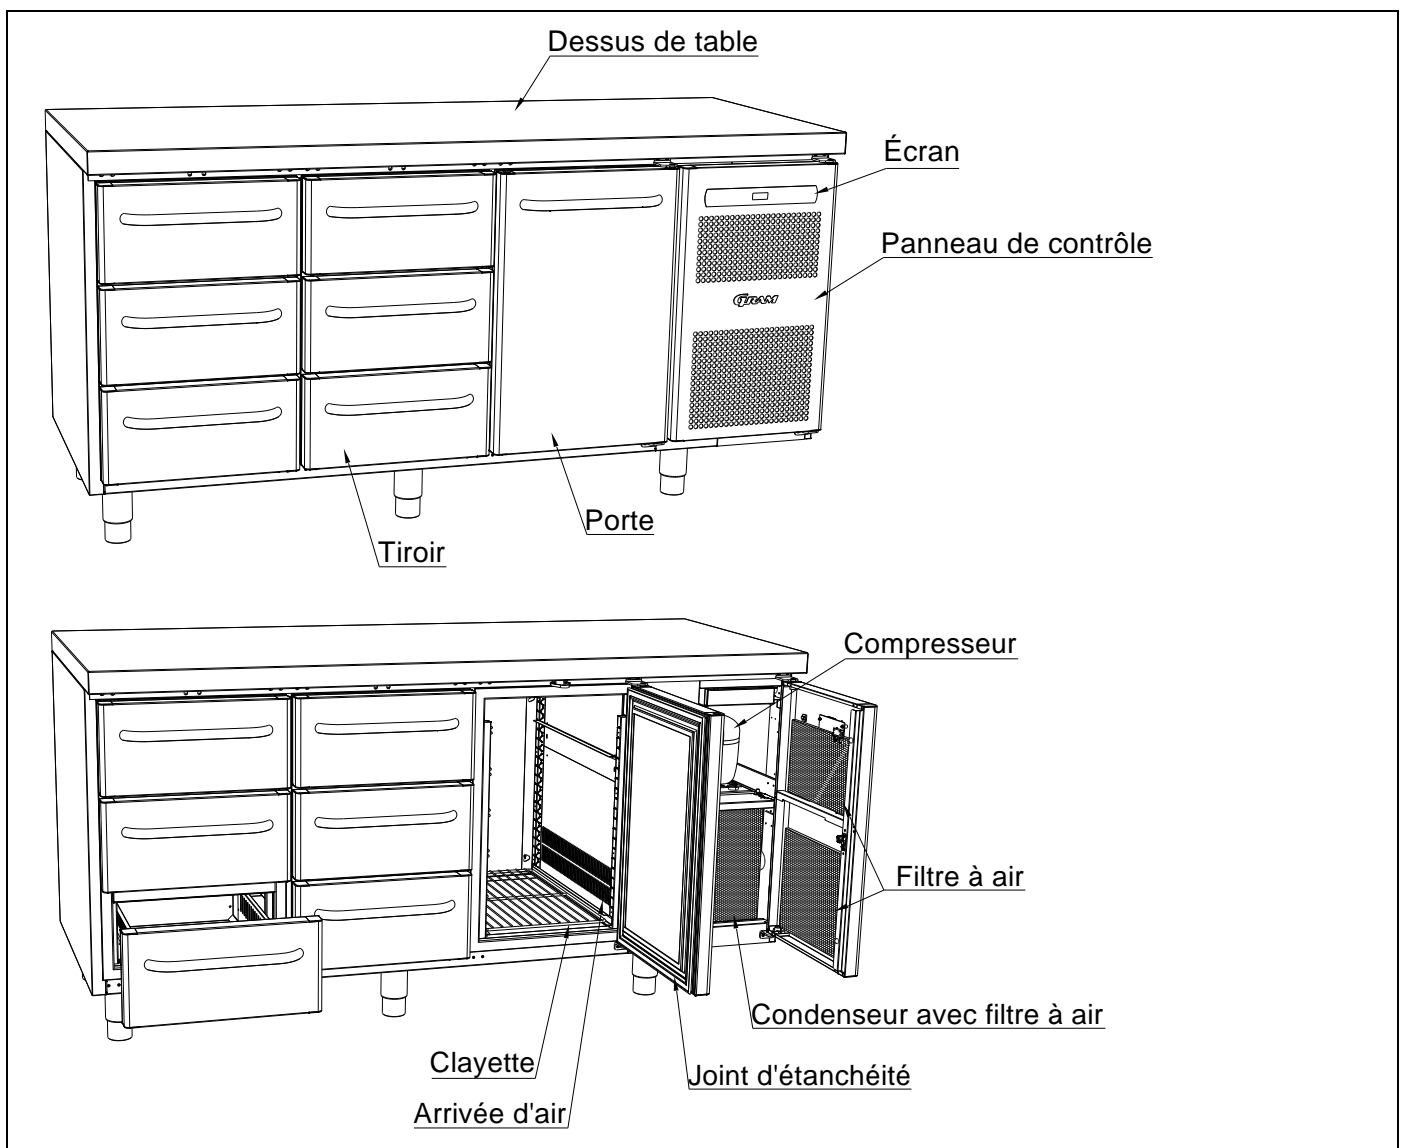 Dessus de table
Écran
Panneau de contrôle
GRAM
Porte
Tiroir
Compresseur
Filtre à air
Condenseur avec filtre à air
Clayette
Joint d'étanchéité
Arrivée d'air